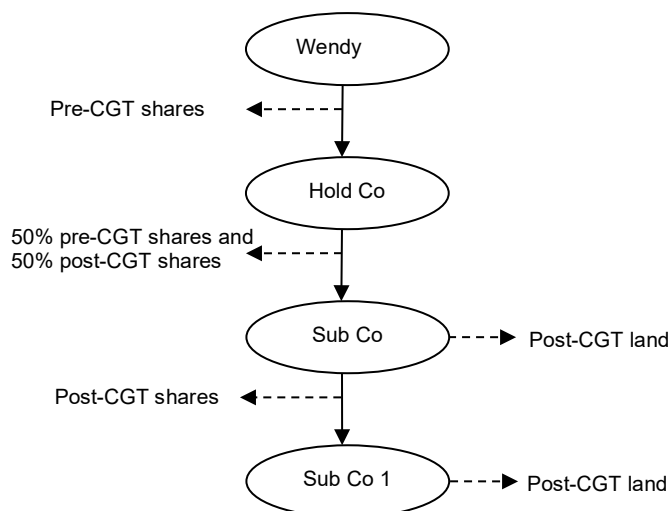 Wendy
Pre-CGT shares
Hold Co
50% pre-CGT shares and
50% post-CGT shares
Sub Co
Post-CGT land
Post-CGT shares
Sub Co 1
Post-CGT land